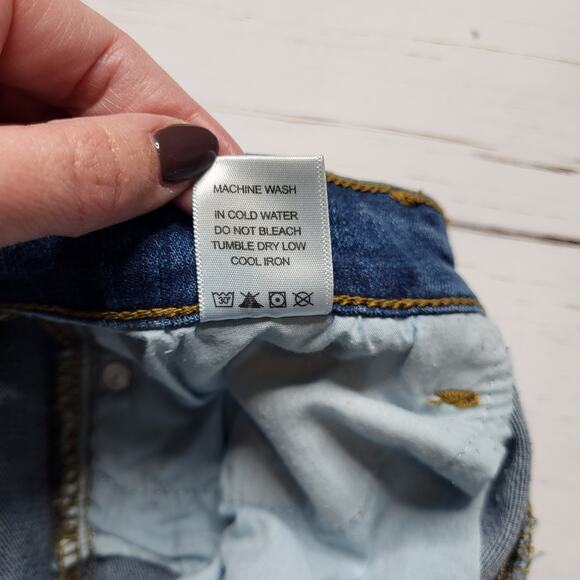 MACHINE WASH
IN COLD WATER
DO NOT BLEACH
TUMBLE DRY LOW
COOL IRON
30°